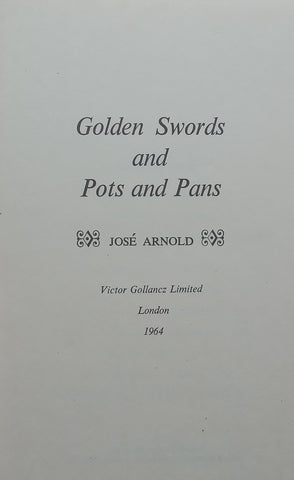 Golden Swords
and
Pots and Pans
JOSÉ ARNOLD
Victor Gollancz Limited
London
1964